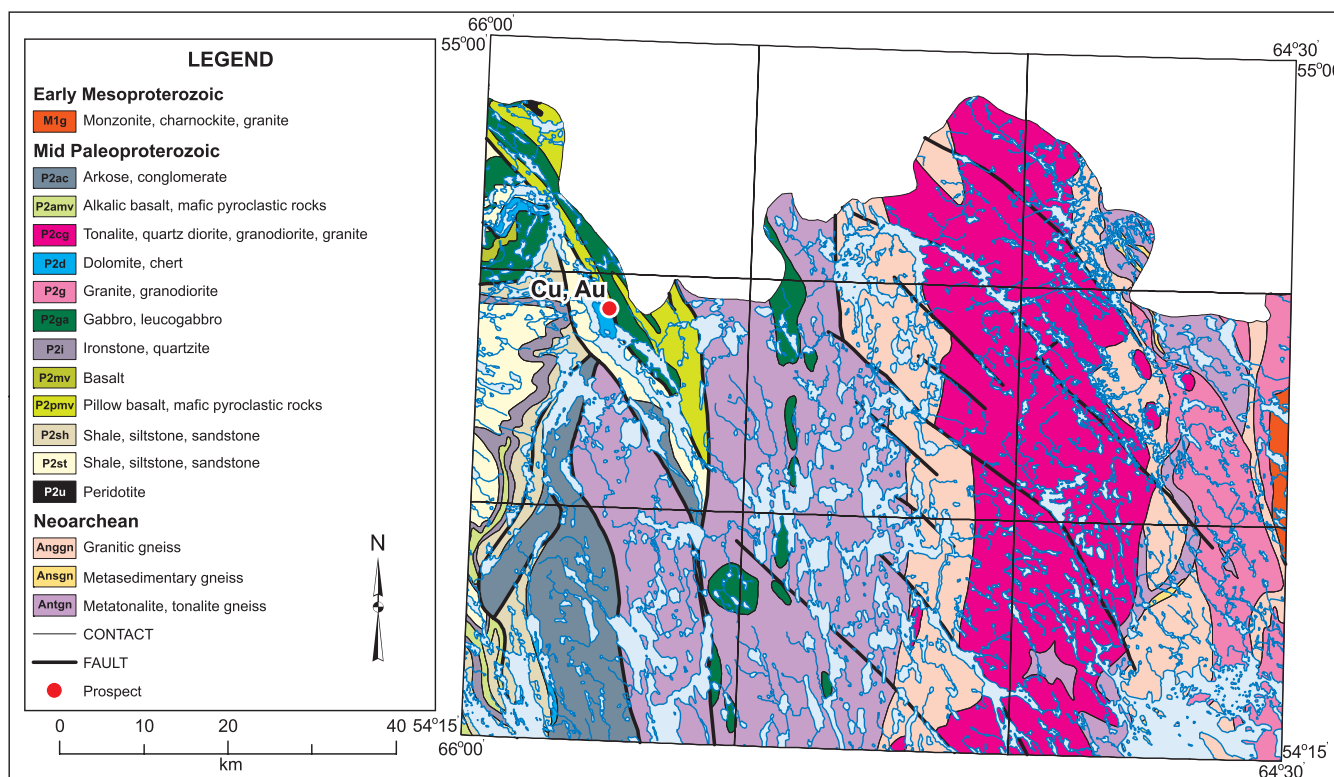 LEGEND
Early Mesoproterozoic
M1g Monzonite, charnockite, granite
Mid Paleoproterozoic
P2ac Arkose, conglomerate
P2amv Alkalic basalt, mafic pyroclastic rocks
P2cg Tonalite, quartz diorite, granodiorite, granite
P2d Dolomite, chert
P2g Granite, granodiorite
P2ga Gabbro, leucogabbro
P2i Ironstone, quartzite
P2mv Basalt
P2pmv Pillow basalt, mafic pyroclastic rocks
P2sh Shale, siltstone, sandstone
P2st Shale, siltstone, sandstone
P2u Peridotite
Neoarchean
Anggn Granitic gneiss
Ansgn Metasedimentary gneiss
Antgn Metatonalite, tonalite gneiss
CONTACT
FAULT
Prospect
N
0 10 20 40
km
66°00'
55°00'
64°30'
55°00'
Cu, Au
54°15'
66°00'
54°15'
64°30'